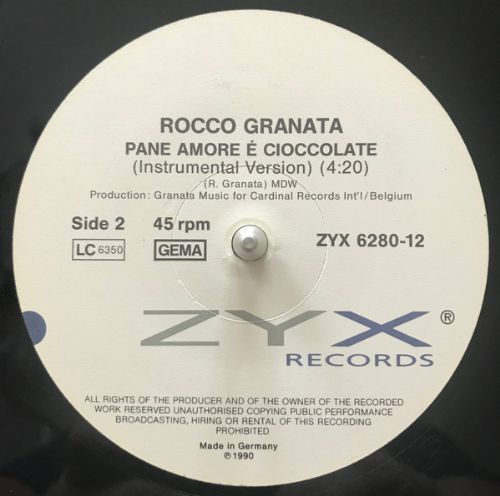 ROCCO GRANATA
PANE AMORE É CIOCCOLATE
(Instrumental Version) (4:20)
(R. Granata) MDW
Production: Granata Music for Cardinal Records Int'l/Belgium
Side 2 45 rpm
LC 6350 GEMA ZYX 6280-12
ZYX ®
RECORDS
ALL RIGHTS OF THE PRODUCER AND OF THE OWNER OF THE RECORDED
WORK RESERVED UNAUTHORISED COPYING PUBLIC PERFORMANCE
BROADCASTING, HIRING OR RENTAL OF THIS RECORDING
PROHIBITED
Made in Germany
℗ 1990